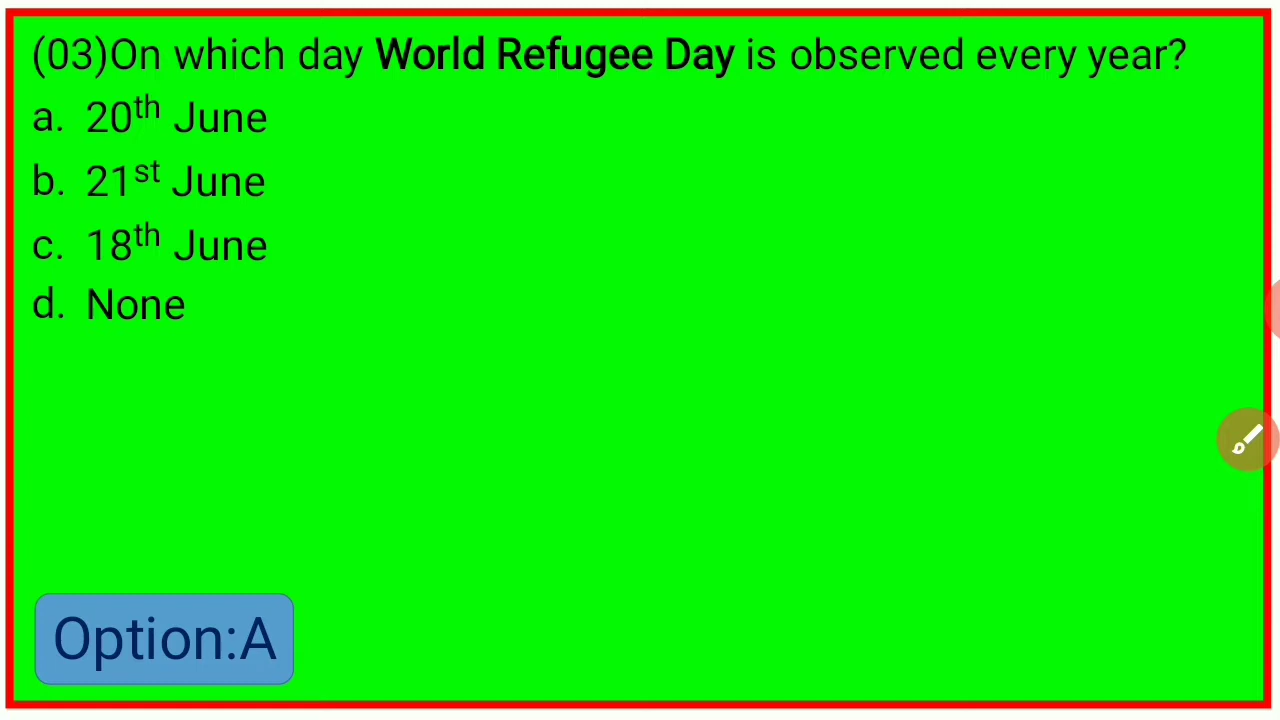 (03)On which day World Refugee Day is observed every year?
a. 20th June
b. 21st June
c. 18th June
d. None
Option:A